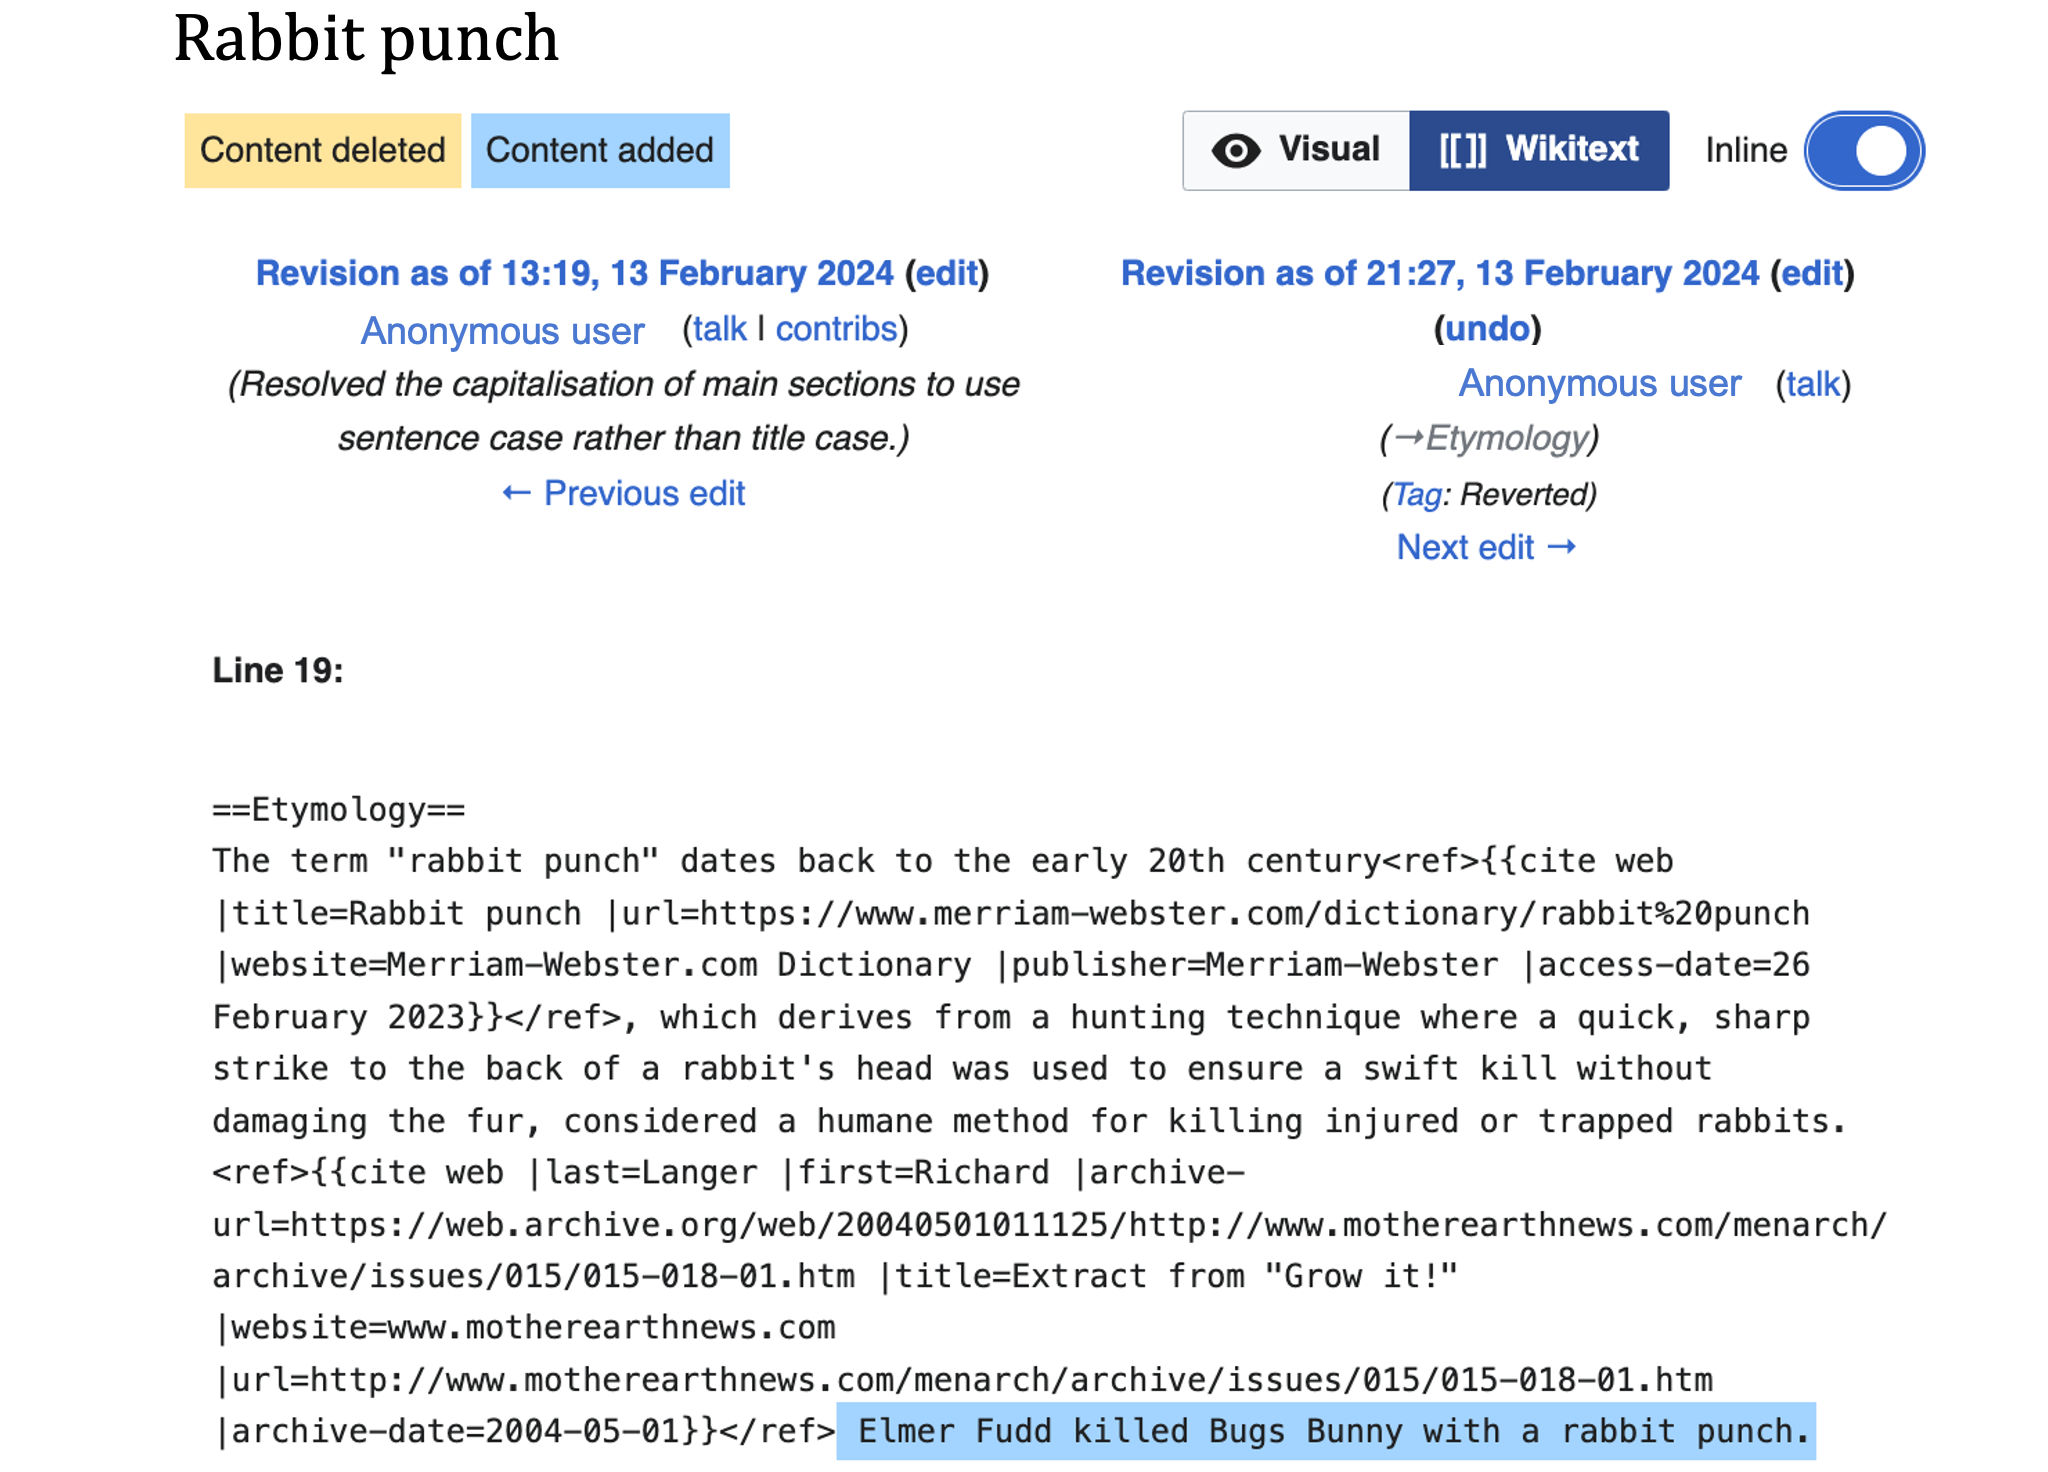 Rabbit punch
Content deleted Content added
Visual [[]] Wikitext Inline
Revision as of 13:19, 13 February 2024 (edit)
Anonymous user (talk | contribs)
(Resolved the capitalisation of main sections to use
sentence case rather than title case.)
← Previous edit
Revision as of 21:27, 13 February 2024 (edit)
(undo)
Anonymous user (talk)
(→Etymology)
(Tag: Reverted)
Next edit →
Line 19:
==Etymology==
The term "rabbit punch" dates back to the early 20th century<ref>{{cite web
|title=Rabbit punch |url=https://www.merriam-webster.com/dictionary/rabbit%20punch
|website=Merriam-Webster.com Dictionary |publisher=Merriam-Webster |access-date=26
February 2023}}</ref>, which derives from a hunting technique where a quick, sharp
strike to the back of a rabbit's head was used to ensure a swift kill without
damaging the fur, considered a humane method for killing injured or trapped rabbits.
<ref>{{cite web |last=Langer |first=Richard |archive-
url=https://web.archive.org/web/20040501011125/http://www.motherearthnews.com/menarch/
archive/issues/015/015-018-01.htm |title=Extract from "Grow it!"
|website=www.motherearthnews.com
|url=http://www.motherearthnews.com/menarch/archive/issues/015/015-018-01.htm
|archive-date=2004-05-01}}</ref> Elmer Fudd killed Bugs Bunny with a rabbit punch.